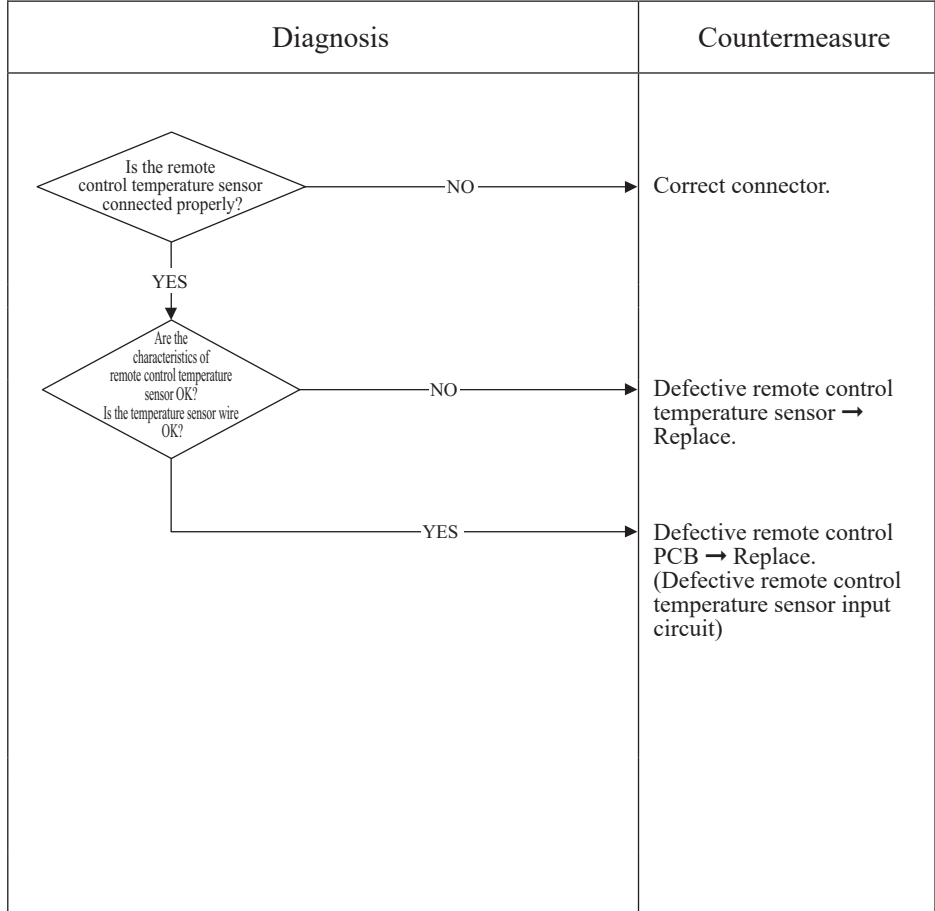 Diagnosis
Countermeasure
Is the remote
control temperature sensor
connected properly?
NO
Correct connector.
YES
Are the
characteristics of
remote control temperature
sensor OK?
Is the temperature sensor wire
OK?
NO
Defective remote control
temperature sensor →
Replace.
YES
Defective remote control
PCB → Replace.
(Defective remote control
temperature sensor input
circuit)